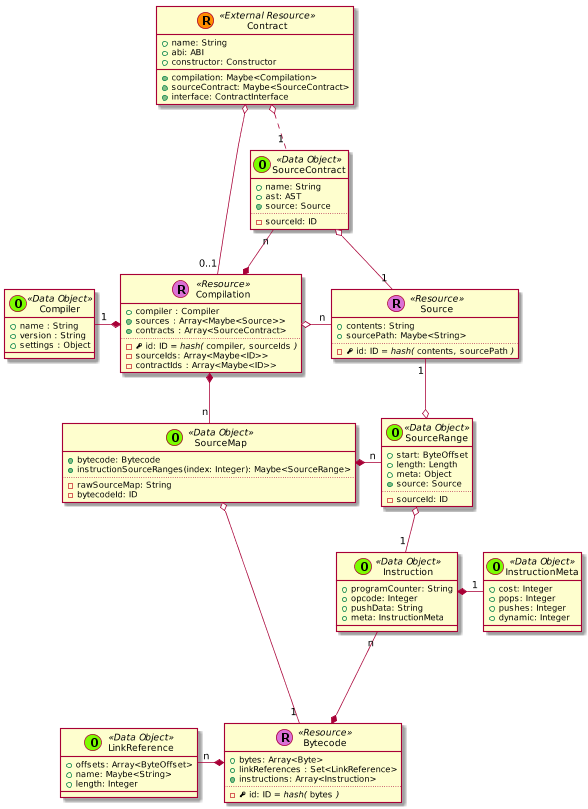 R «External Resource»
Contract
name: String
abi: ABI
constructor: Constructor
compilation: Maybe<Compilation>
sourceContract: Maybe<SourceContract>
interface: ContractInterface
1
O «Data Object»
SourceContract
name: String
ast: AST
source: Source
sourceId: ID
n
0..1
1
O «Data Object»
Compiler
name : String
version : String
settings : Object
1
R «Resource»
Compilation
compiler : Compiler
sources : Array<Maybe<Source>>
contracts : Array<SourceContract>
id: ID = hash( compiler, sourceIds )
sourceIds: Array<Maybe<ID>>
contractIds : Array<Maybe<ID>>
n
R «Resource»
Source
contents: String
sourcePath: Maybe<String>
id: ID = hash( contents, sourcePath )
1
n
O «Data Object»
SourceMap
bytecode: Bytecode
instructionSourceRanges(index: Integer): Maybe<SourceRange>
rawSourceMap: String
bytecodeId: ID
n
O «Data Object»
SourceRange
start: ByteOffset
length: Length
meta: Object
source: Source
sourceId: ID
1
O «Data Object»
Instruction
programCounter: String
opcode: Integer
pushData: String
meta: InstructionMeta
1
O «Data Object»
InstructionMeta
cost: Integer
pops: Integer
pushes: Integer
dynamic: Integer
n
1
O «Data Object»
LinkReference
offsets: Array<ByteOffset>
name: Maybe<String>
length: Integer
n
R «Resource»
Bytecode
bytes: Array<Byte>
linkReferences : Set<LinkReference>
instructions: Array<Instruction>
id: ID = hash( bytes )